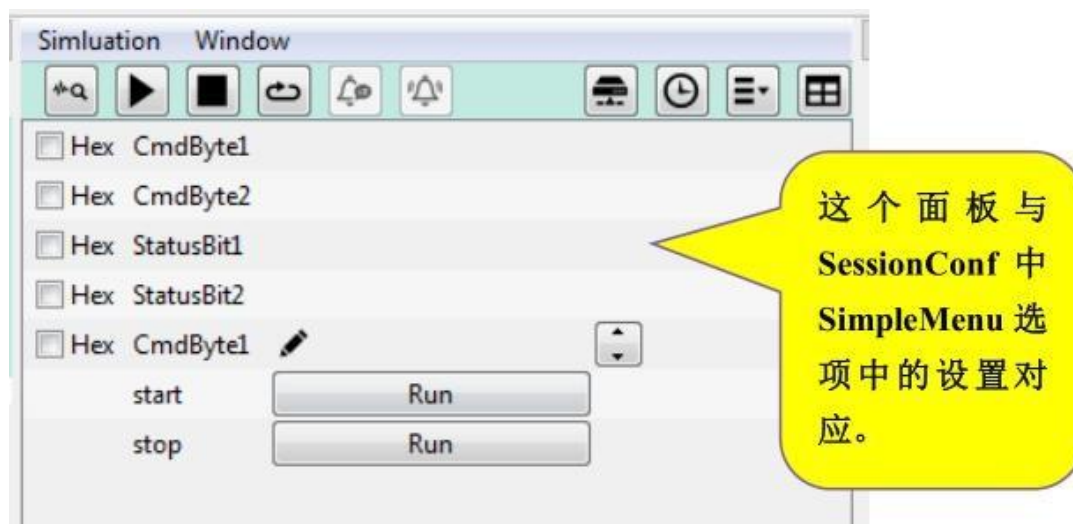 Simluation Window
Hex CmdByte1
Hex CmdByte2
Hex StatusBit1
Hex StatusBit2
Hex CmdByte1
start Run
stop Run
这个面板与
SessionConf 中
SimpleMenu 选
项中的设置对
应。